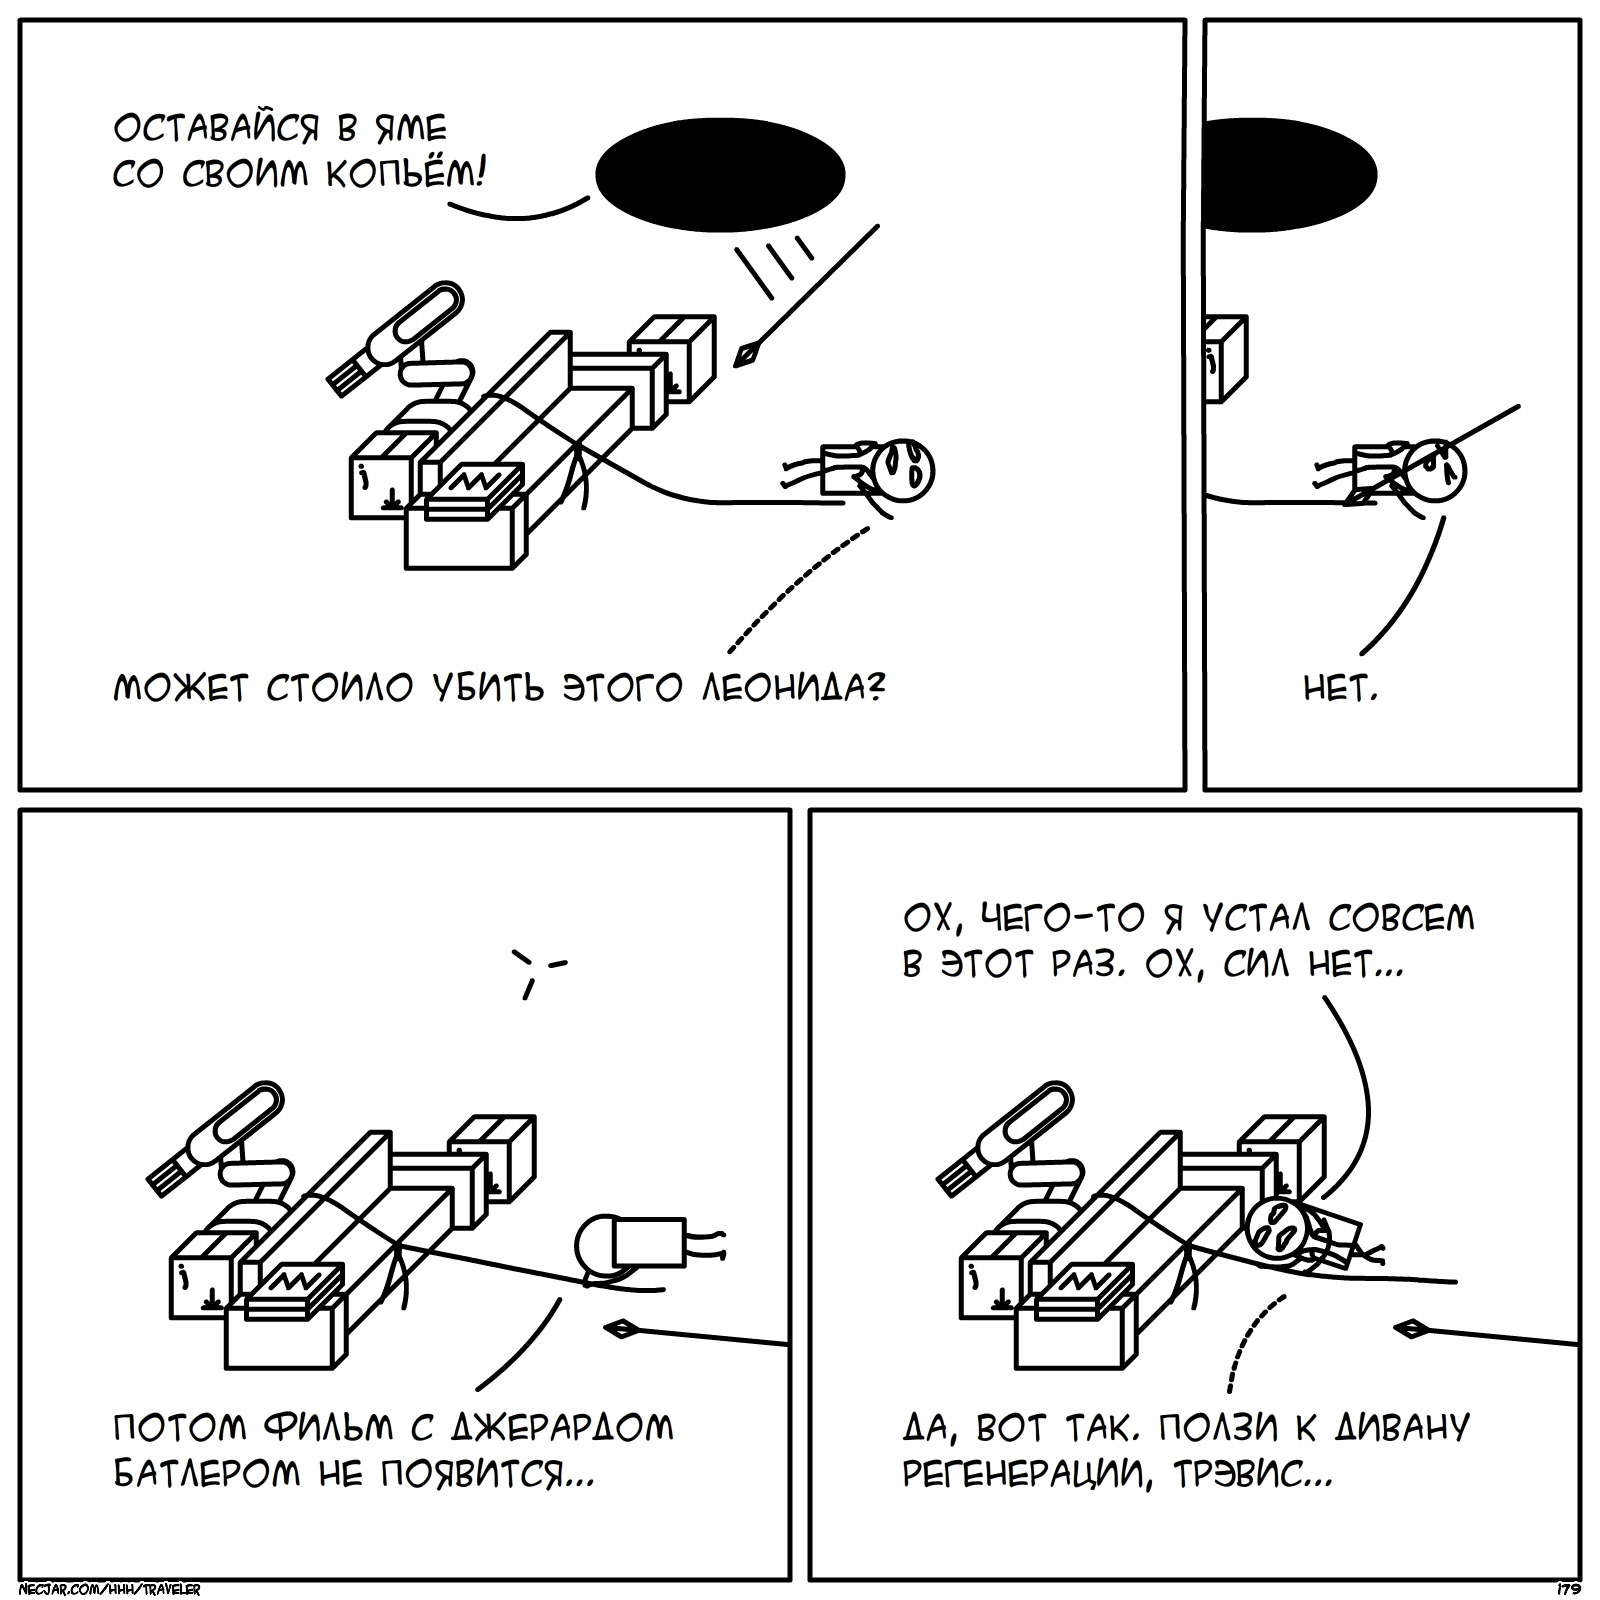 ОСТАВАЙСЯ В ЯМЕ
СО СВОИМ КОПЬЁМ!
МОЖЕТ СТОИЛО УБИТЬ ЭТОГО ЛЕОНИДА?
НЕТ.
ПОТОМ ФИЛЬМ С ДЖЕРАРДОМ
БАТЛЕРОМ НЕ ПОЯВИТСЯ...
ОХ, ЧЕГО-ТО Я УСТАЛ СОВСЕМ
В ЭТОТ РАЗ. ОХ, СИЛ НЕТ...
ДА, ВОТ ТАК. ПОЛЗИ К ДИВАНУ
РЕГЕНЕРАЦИИ, ТРЭВИС...
NECJAR.COM/HHH/TRAVELER
179